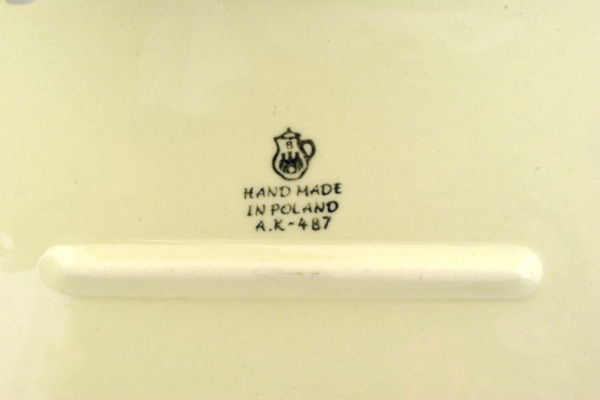 B
HAND MADE
IN POLAND
A.K-487